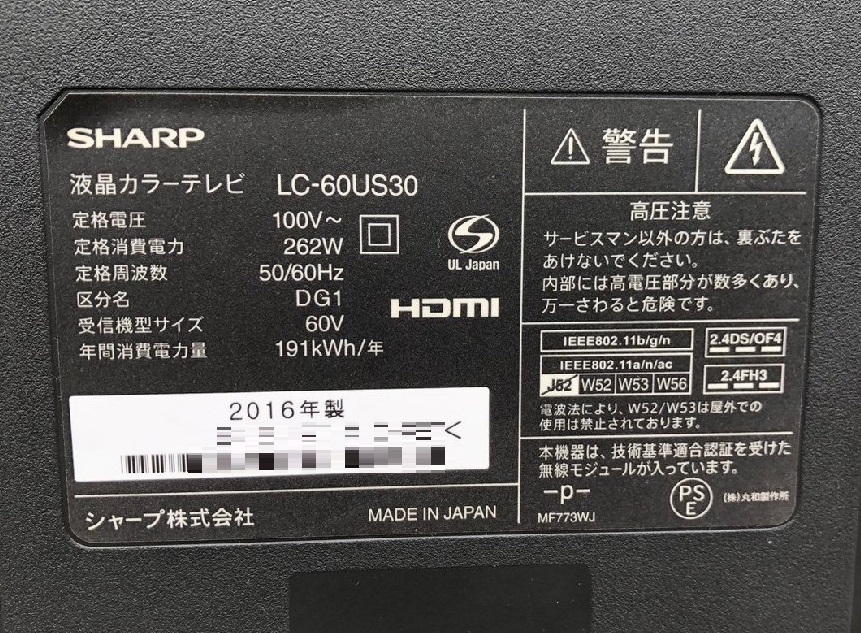 SHARP
液晶カラーテレビ LC-60US30
定格電圧 100V～
定格消費電力 262W
定格周波数 50/60Hz
区分名 DG1
受信機型サイズ 60V
年間消費電力量 191kWh/年
UL Japan
HDMI
2016年製
シャープ株式会社 MADE IN JAPAN
警告
高圧注意
サービスマン以外の方は、裏ぶたを
あけないでください。
内部には高電圧部分が数多くあり、
万一さわると危険です。
IEEE802.11b/g/n
2.4DS/OF4
IEEE802.11a/n/ac
J52 W52 W53 W56
2.4FH3
電波法により、W52/W53は屋外での
使用は禁止されております。
本機器は、技術基準適合認証を受けた
無線モジュールが入っています。
-p-
MF773WJ
PS
E
(株)丸和製作所